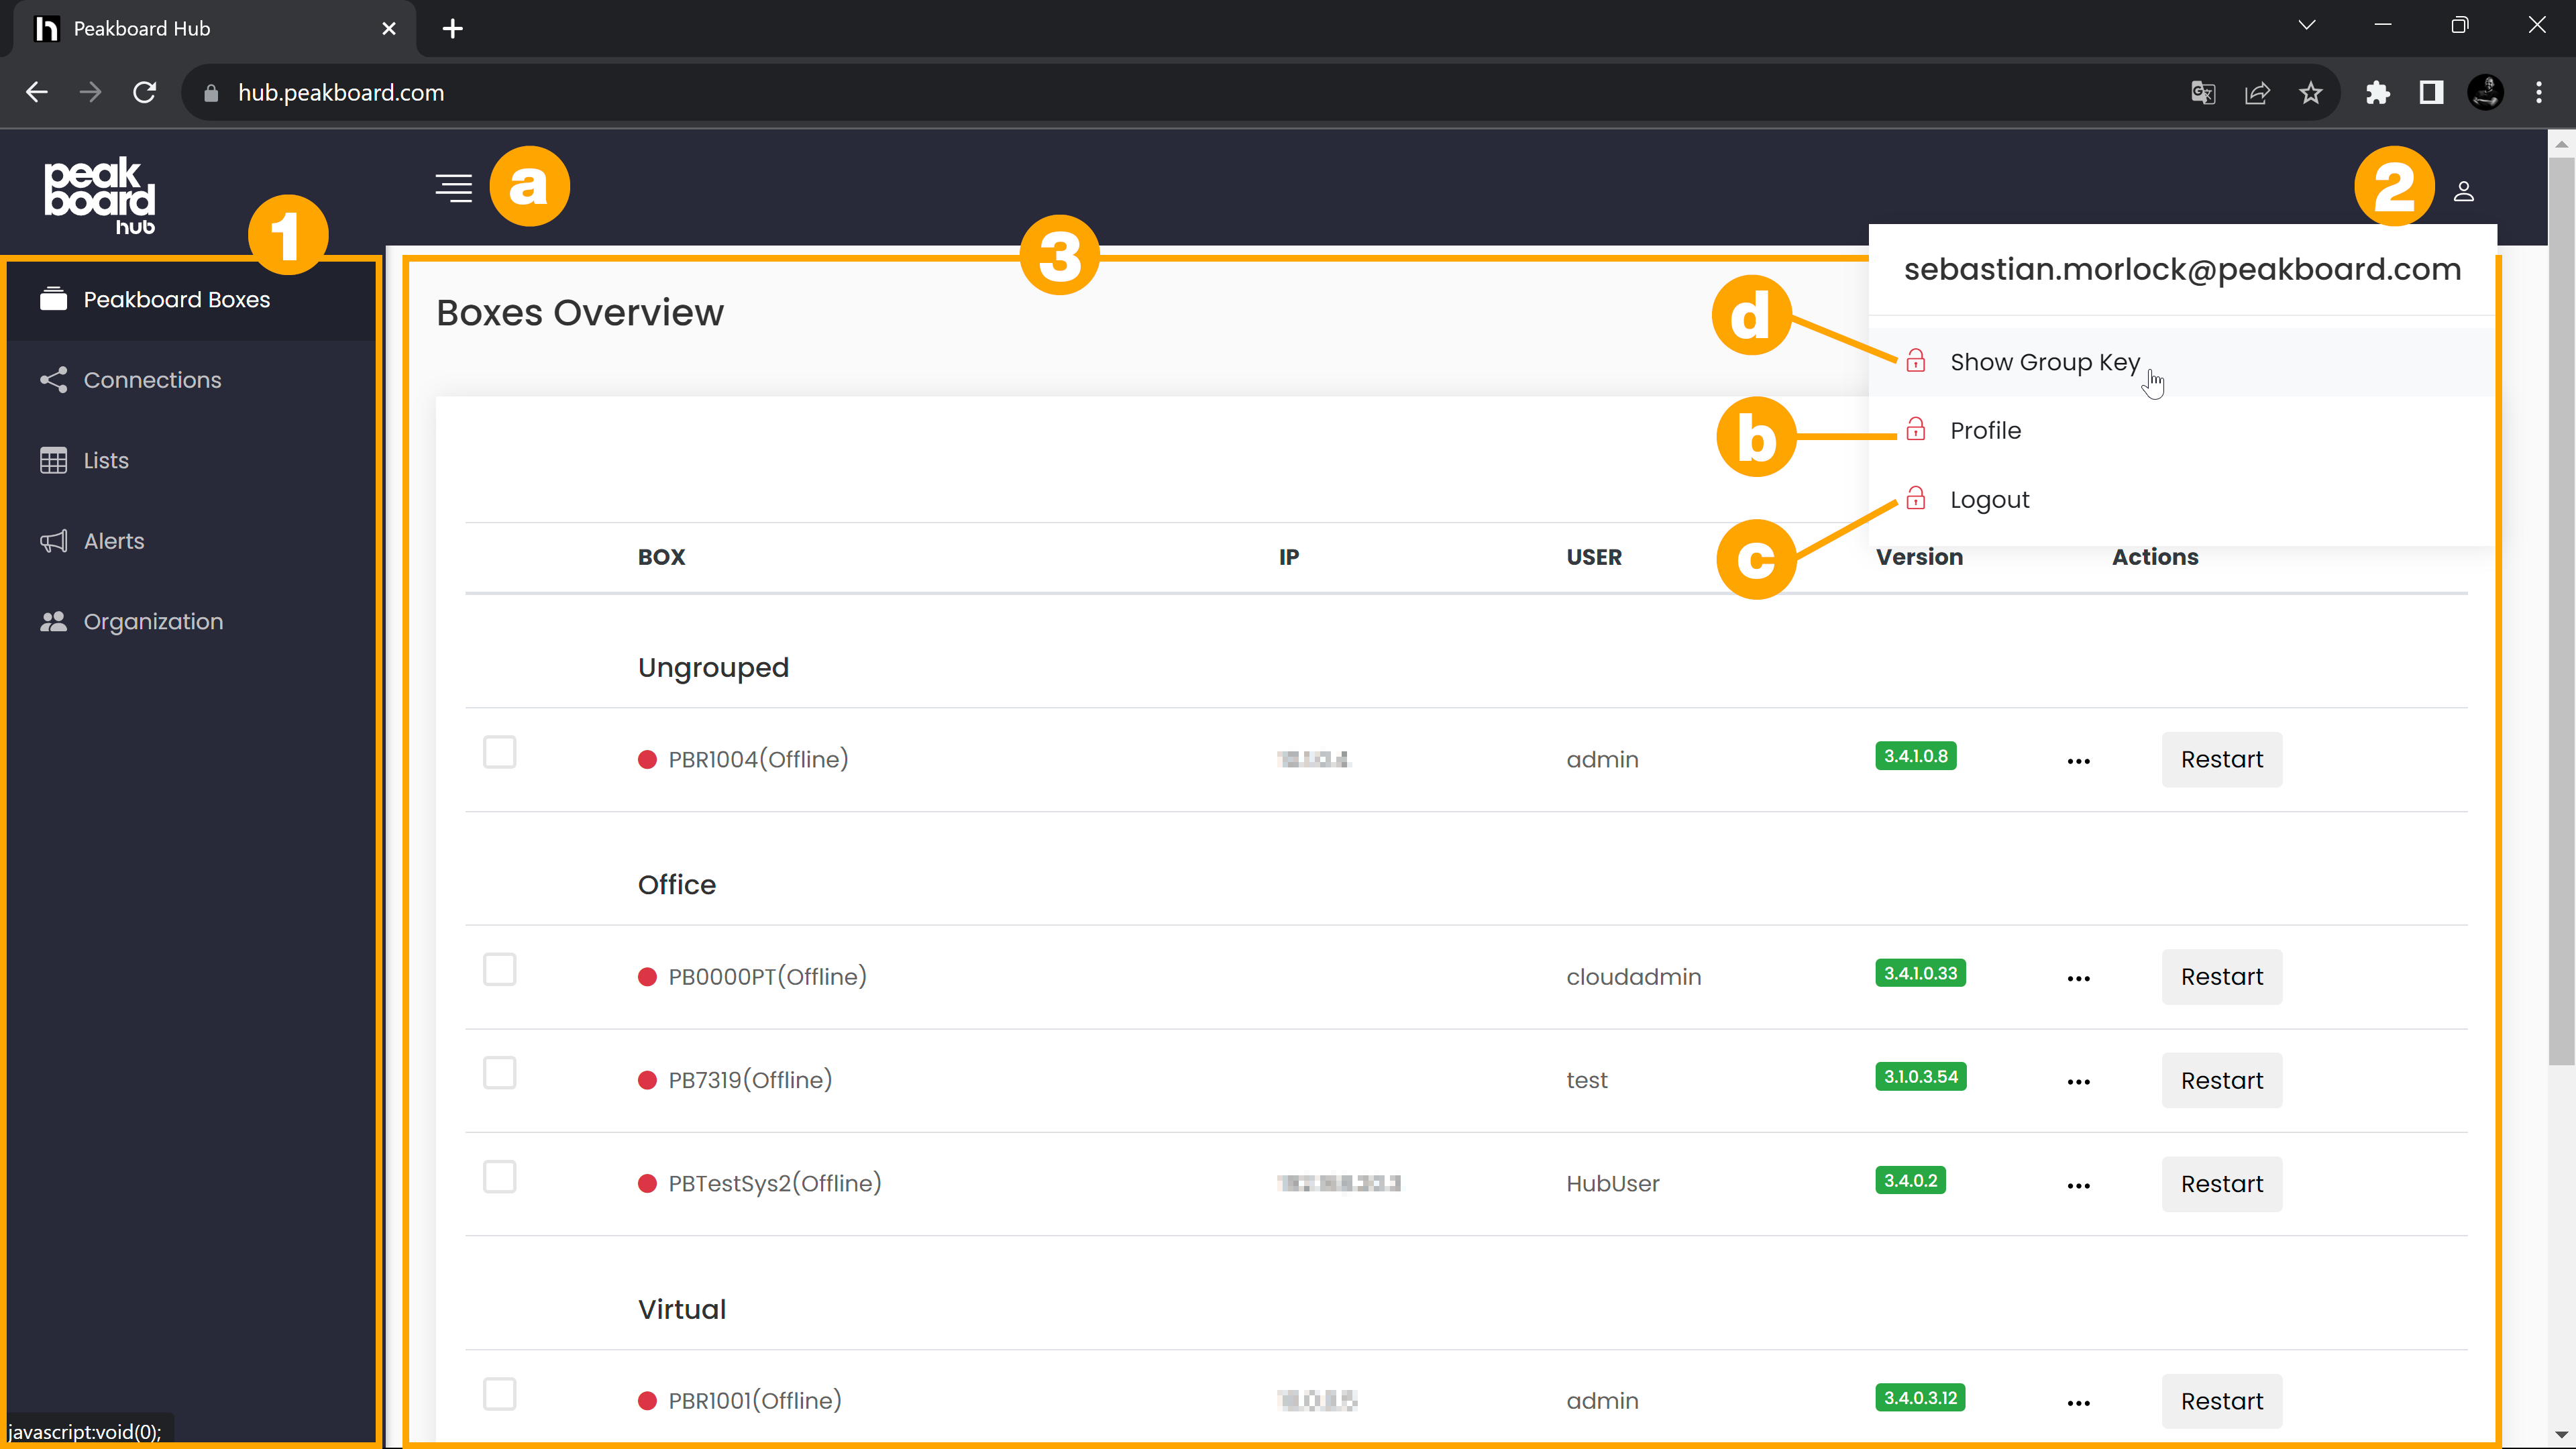 Peakboard Hub
hub.peakboard.com
peak
board
hub
a
2
1
3
sebastian.morlock@peakboard.com
Peakboard Boxes
Boxes Overview
d
Show Group Key
Connections
b
Profile
Lists
c
Logout
Alerts
BOX IP USER Version Actions
Organization
Ungrouped
PBR1004(Offline) admin 3.4.1.0.8 ... Restart
Office
PB0000PT(Offline) cloudadmin 3.4.1.0.33 ... Restart
PB7319(Offline) test 3.1.0.3.54 ... Restart
PBTestSys2(Offline) HubUser 3.4.0.2 ... Restart
Virtual
PBR1001(Offline) admin 3.4.0.3.12 ... Restart
javascript:void(0);